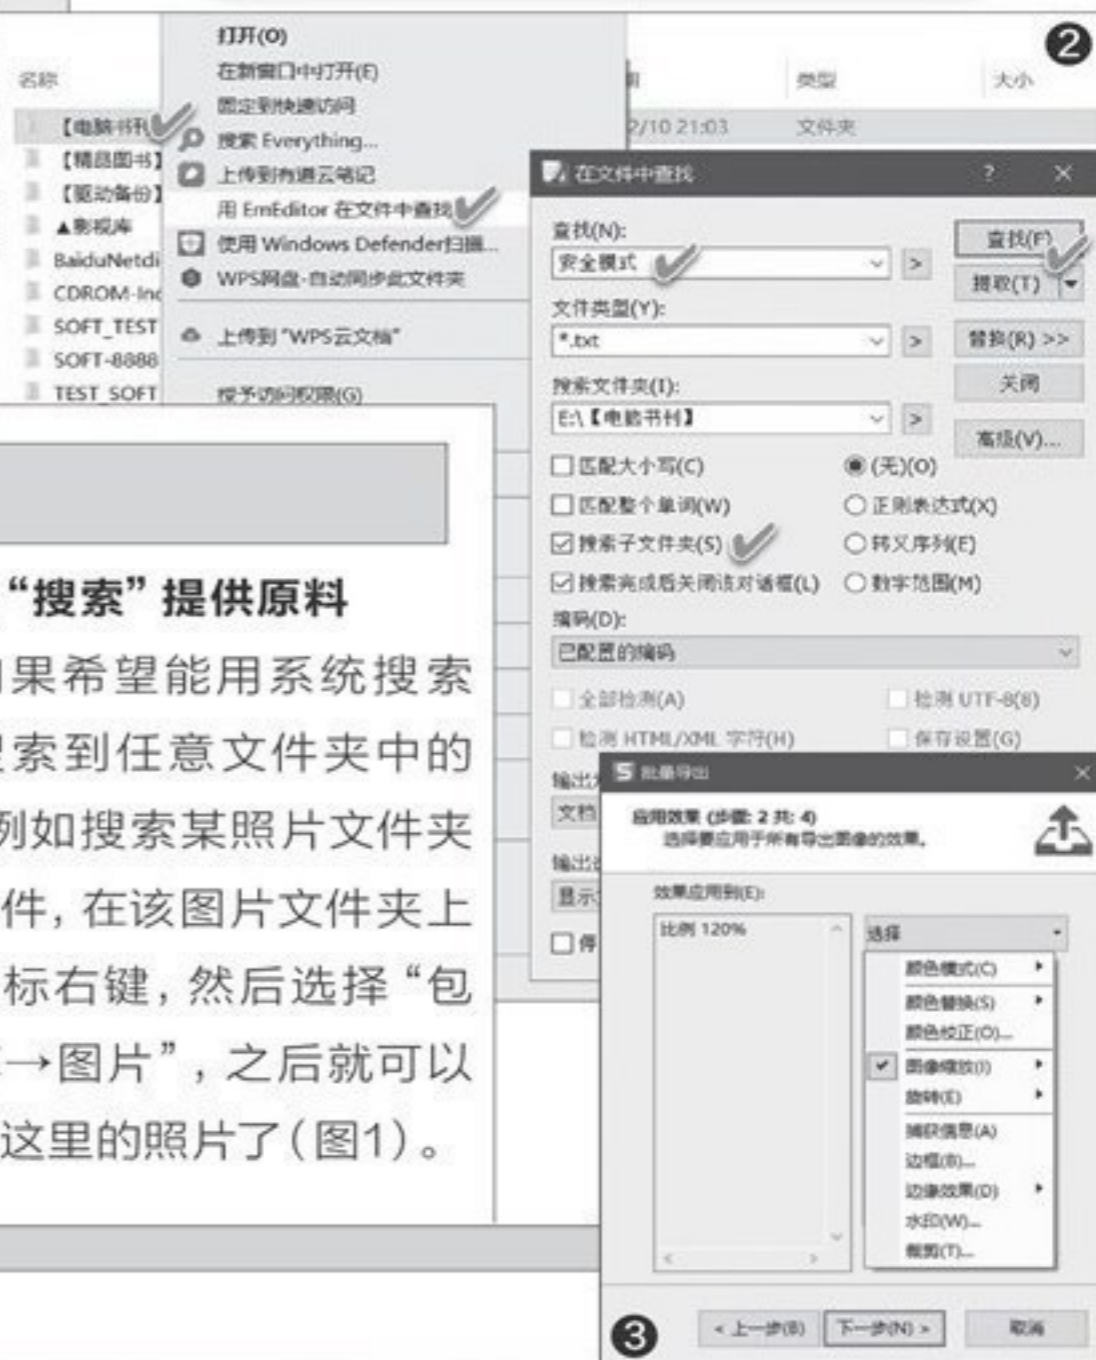 打开(O)
在新窗口中打开(E)
固定到快速访问
搜索 Everything...
上传到有道云笔记
用 EmEditor 在文件中查找
使用 Windows Defender扫描...
WPS网盘-自动同步此文件夹
上传到 "WPS云文档"
授予访问权限(G)
❷
名称
类型
大小
【电脑书刊
【精品图书】
【驱动备份】
▲影视库
BaiduNetdi
CDROM-Ind
SOFT_TEST
SOFT-8888
TEST_SOFT
2/10 21:03
文件夹
在文件中查找
查找(N):
安全模式
查找(F)
提取(T)
文件类型(Y):
*.txt
替换(R) >>
关闭
搜索文件夹(I):
E:\【电脑书刊】
高级(V)...
匹配大小写(C)
(无)(O)
匹配整个单词(W)
正则表达式(X)
搜索子文件夹(S)
转义序列(E)
搜索完成后关闭该对话框(L)
数字范围(M)
编码(D):
已配置的编码
全部检测(A)
检测 UTF-8(8)
检测 HTML/XML 字符(H)
保存设置(G)
输出
文档
输出
显示
停
“搜索”提供原料
果希望能用系统搜索
索到任意文件夹中的
例如搜索某照片文件夹
件，在该图片文件夹上
标右键，然后选择“包
→图片”，之后就可以
这里的照片了(图1)。
批量导出
应用效果 (步骤: 2 共: 4)
选择要应用于所有导出图像的效果。
效果应用到(E):
比例 120%
选择
颜色模式(C)
颜色替换(S)
颜色校正(O)...
图像缩放(I)
旋转(E)
捕获信息(A)
边框(B)...
边缘效果(D)
水印(W)...
裁剪(T)...
❸
< 上一步(B)
下一步(N) >
取消